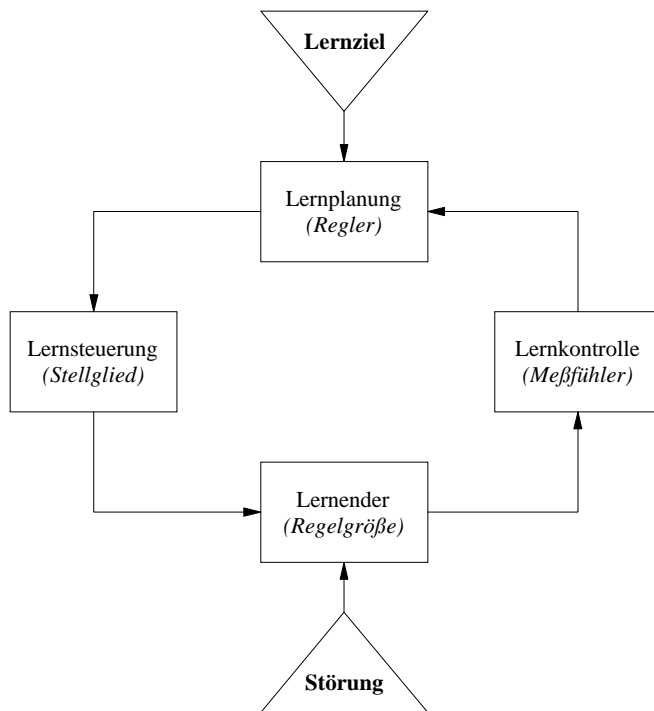 Lernziel
Lernplanung
(Regler)
Lernsteuerung
(Stellglied)
Lernkontrolle
(Meßfühler)
Lernender
(Regelgröße)
Störung